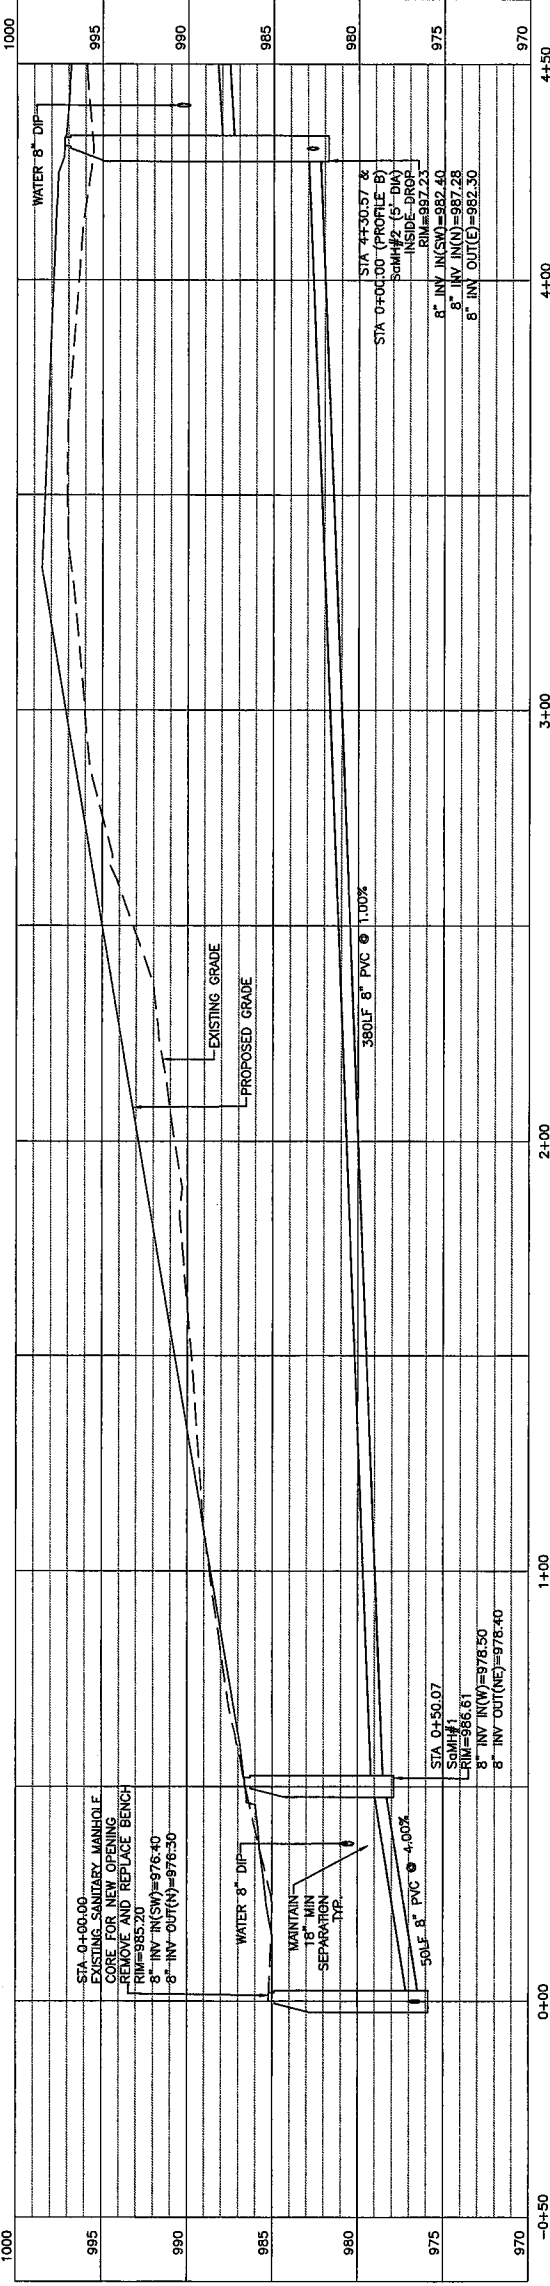 1000
995
990
985
980
975
970
STA 0+00.00
EXISTING SANITARY MANHOLE
CORE FOR NEW OPENING
REMOVE AND REPLACE BENCH
RIM=985.20
8" INV IN(SW)=976.40
8" INV OUT(N)=976.30
WATER 8" DIP
MAINTAIN
18" MIN
SEPARATION
TYP.
50LF 8" PVC @ 4.00%
STA 0+50.07
SaMH#1
RIM=986.61
8" INV IN(W)=978.50
8" INV OUT(NE)=978.40
EXISTING GRADE
PROPOSED GRADE
380LF 8" PVC @ 1.00%
WATER 8" DIP
STA 4+30.57 &
STA 0+00.00 (PROFILE B)
SaMH#2 (5' DIA)
INSIDE DROP
RIM=997.23
8" INV IN(SW)=982.40
8" INV IN(N)=987.28
8" INV OUT(E)=982.30
1000
995
990
985
980
975
970
-0+50
0+00
1+00
2+00
3+00
4+00
4+50